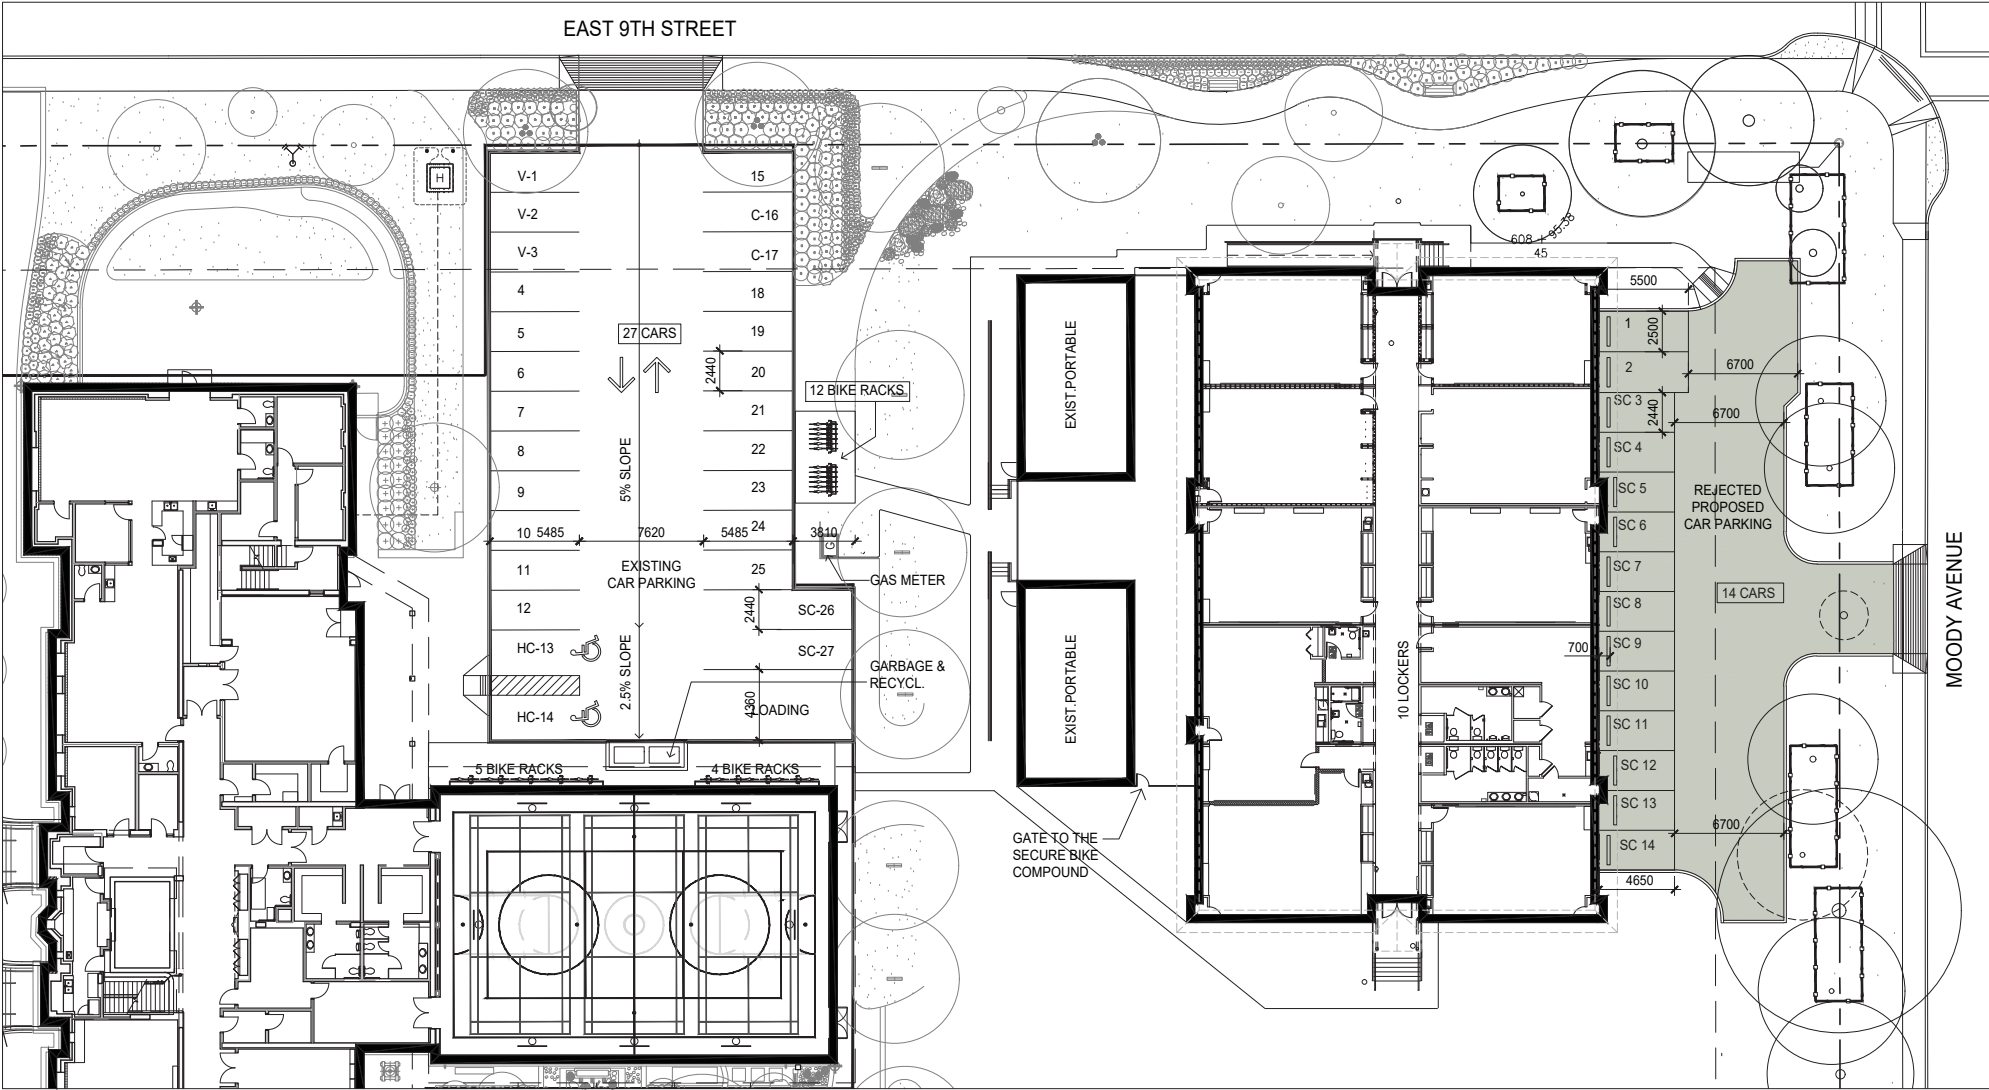 EAST 9TH STREET
H
V-1
V-2
V-3
4
5
6
7
8
9
10
11
12
HC-13
HC-14
5485
7620
5485
3810
27 CARS
5% SLOPE
EXISTING
CAR PARKING
2.5% SLOPE
15
C-16
C-17
18
19
20
21
22
23
24
25
SC-26
SC-27
2440
2440
4360
LOADING
12 BIKE RACKS
G
GAS METER
GARBAGE &
RECYCL.
5 BIKE RACKS
4 BIKE RACKS
EXIST.PORTABLE
EXIST.PORTABLE
GATE TO THE
SECURE BIKE
COMPOUND
10 LOCKERS
608 + 95.38
45
5500
1
2500
2
6700
SC 3
2440
6700
SC 4
SC 5
SC 6
SC 7
SC 8
SC 9
700
SC 10
SC 11
SC 12
SC 13
6700
SC 14
4650
REJECTED
PROPOSED
CAR PARKING
14 CARS
MOODY AVENUE